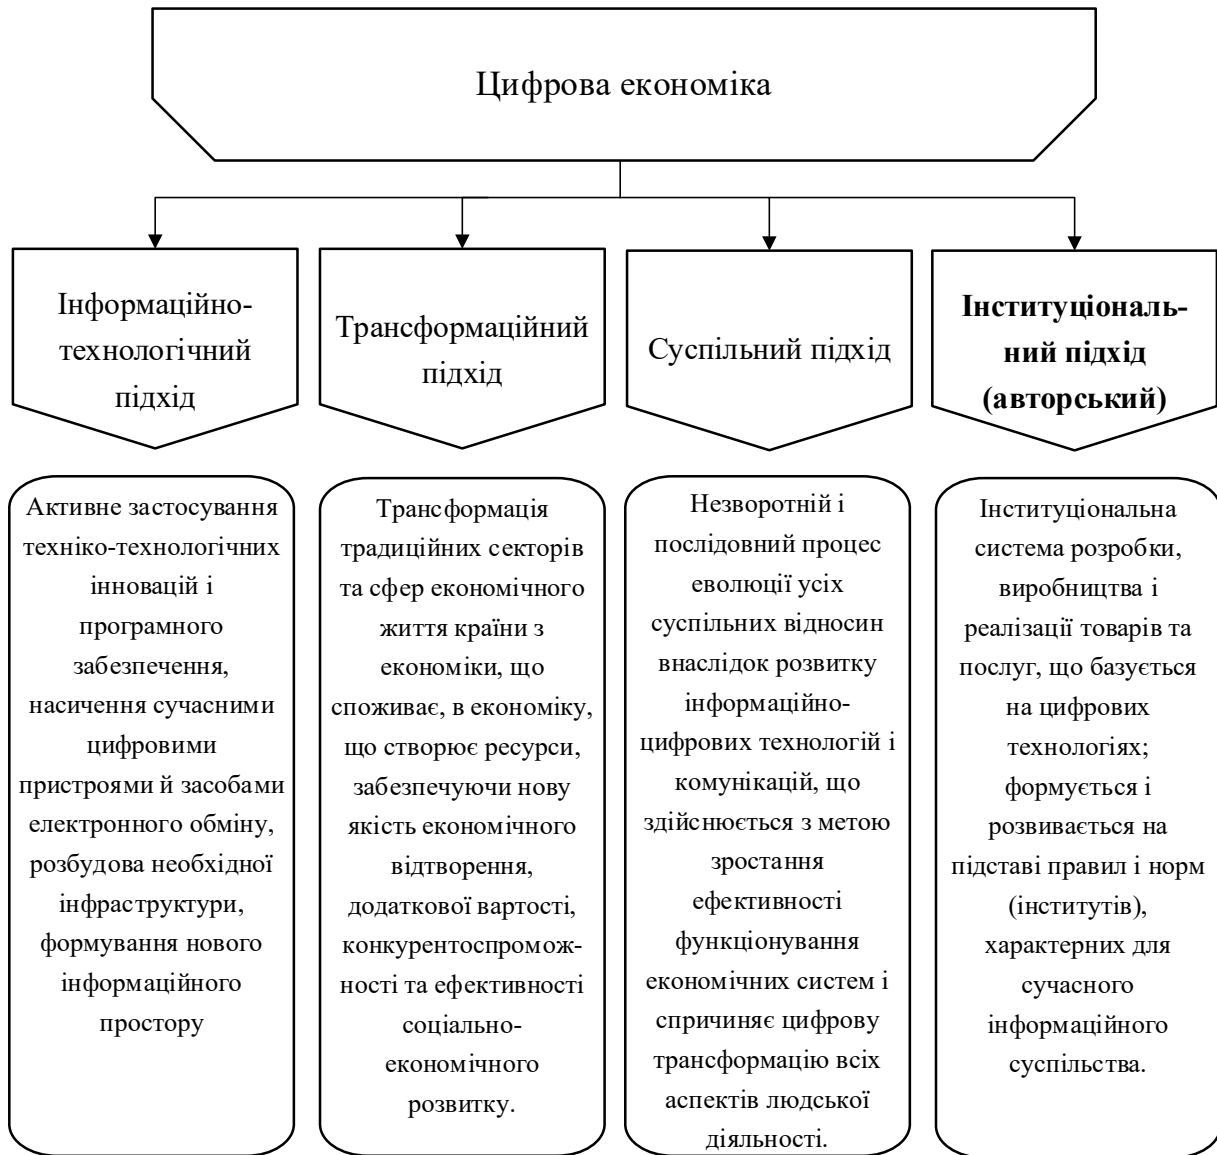 Цифрова економіка
Інформаційно-
технологічний
підхід
Трансформаційний
підхід
Суспільний підхід
Інституціональ-
ний підхід
(авторський)
Активне застосування
техніко-технологічних
інновацій і
програмного
забезпечення,
насичення сучасними
цифровими
пристроями й засобами
електронного обміну,
розбудова необхідної
інфраструктури,
формування нового
інформаційного
простору
Трансформація
традиційних секторів
та сфер економічного
життя країни з
економіки, що
споживає, в економіку,
що створює ресурси,
забезпечуючи нову
якість економічного
відтворення,
додаткової вартості,
конкурентоспромож-
ності та ефективності
соціально-
економічного
розвитку.
Незворотній і
послідовний процес
еволюції усіх
суспільних відносин
внаслідок розвитку
інформаційно-
цифрових технологій і
комунікацій, що
здійснюється з метою
зростання
ефективності
функціонування
економічних систем і
спричиняє цифрову
трансформацію всіх
аспектів людської
діяльності.
Інституціональна
система розробки,
виробництва і
реалізації товарів та
послуг, що базується
на цифрових
технологіях;
формується і
розвивається на
підставі правил і норм
(інститутів),
характерних для
сучасного
інформаційного
суспільства.